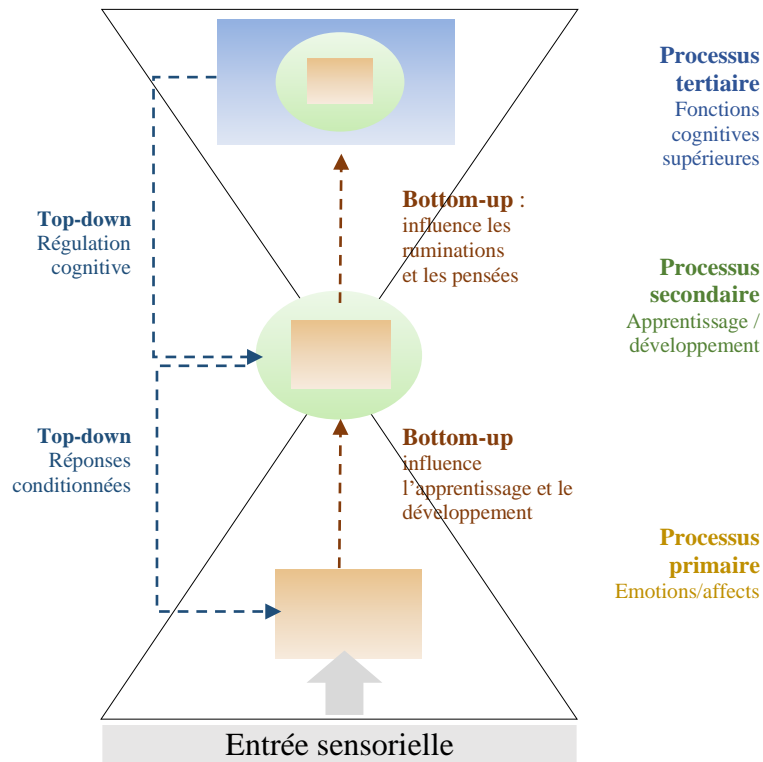 Processus
tertiaire
Fonctions
cognitives
supérieures
Bottom-up :
influence les
ruminations
et les pensées
Top-down
Régulation
cognitive
Processus
secondaire
Apprentissage /
développement
Top-down
Réponses
conditionnées
Bottom-up
influence
l’apprentissage et le
développement
Processus
primaire
Emotions/affects
Entrée sensorielle